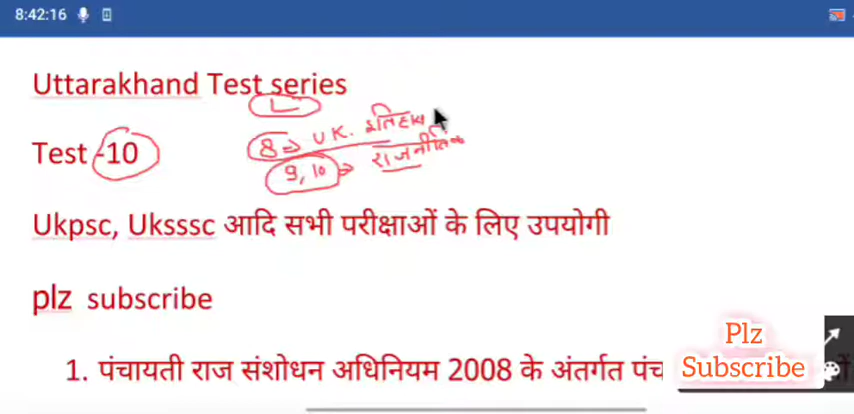 8:42:16
Uttarakhand Test series
8 → U.K. इतिहास
Test -10
9, 10 → राजनीतिक
Ukpsc, Uksssc आदि सभी परीक्षाओं के लिए उपयोगी
plz subscribe
Plz
Subscribe
1. पंचायती राज संशोधन अधिनियम 2008 के अंतर्गत पंच